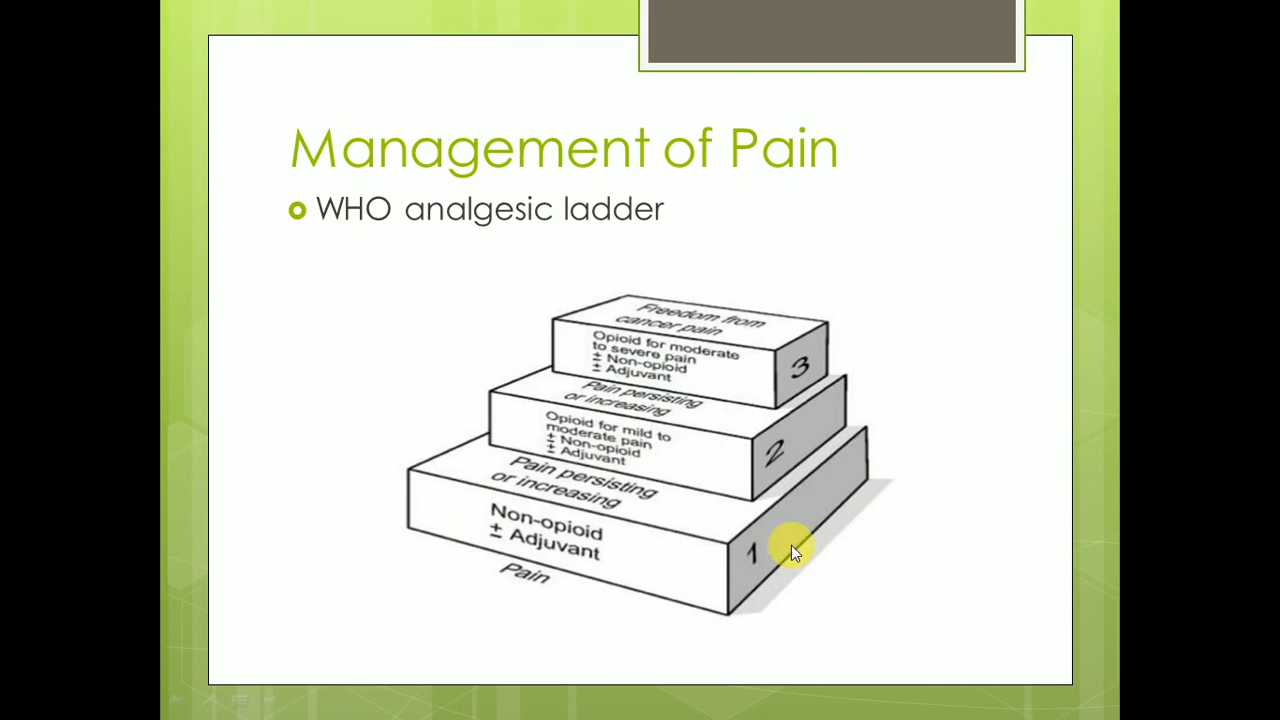 Management of Pain
WHO analgesic ladder
Freedom from
cancer pain
Opioid for moderate
to severe pain
± Non-opioid
± Adjuvant
3
Pain persisting
or increasing
Opioid for mild to
moderate pain
± Non-opioid
± Adjuvant
2
Pain persisting
or increasing
Non-opioid
± Adjuvant
1
Pain